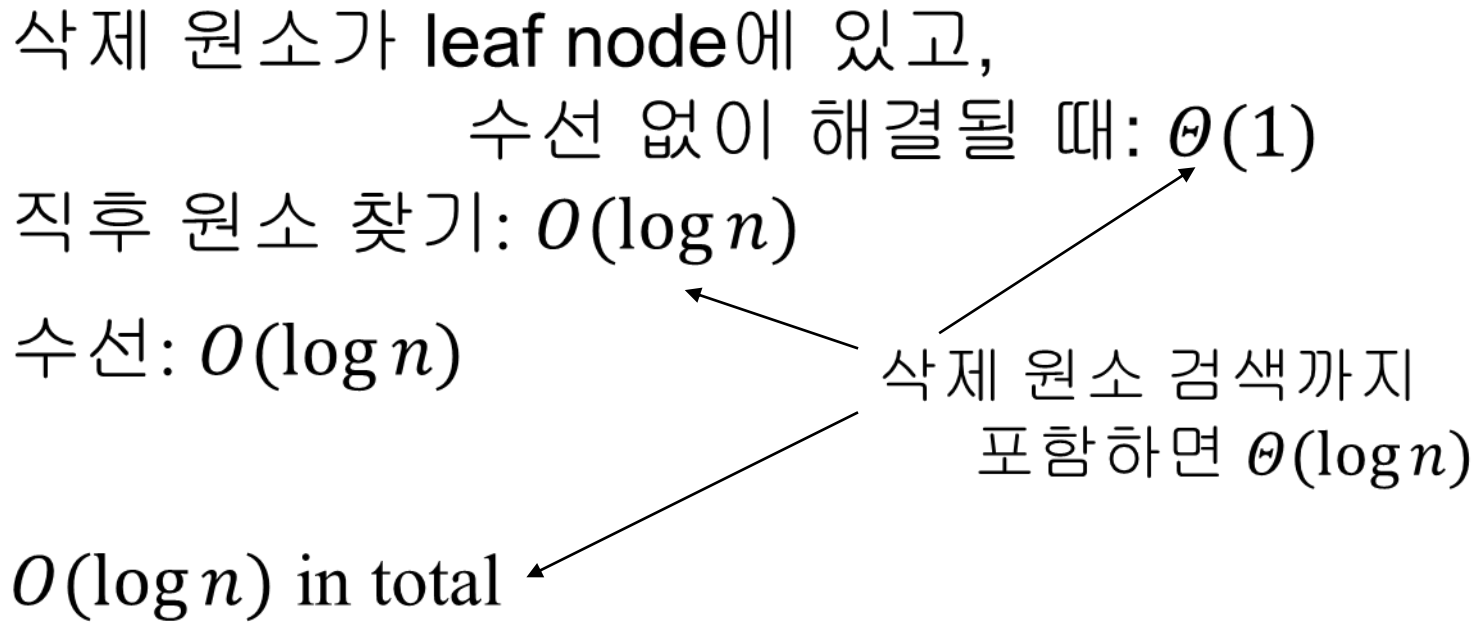 삭제 원소가 leaf node에 있고,
수선 없이 해결될 때: Θ(1)
직후 원소 찾기: O(log n)
수선: O(log n)
삭제 원소 검색까지
포함하면 Θ(log n)
O(log n) in total